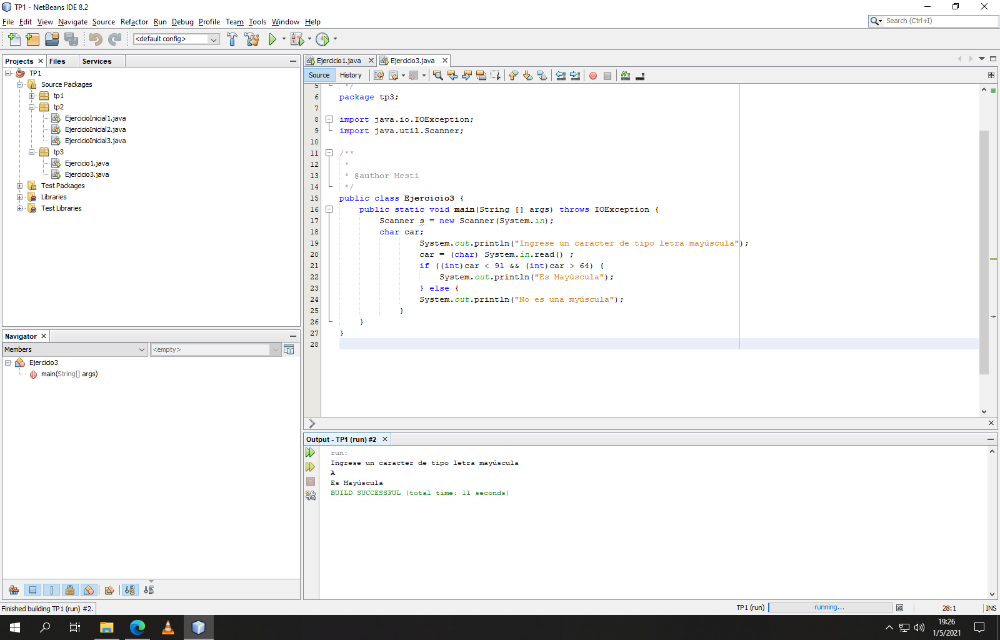 TP1 - NetBeans IDE 8.2
File Edit View Navigate Source Refactor Run Debug Profile Team Tools Window Help
Search (Ctrl+I)
<default config>
Projects
Files
Services
TP1
Source Packages
tp1
tp2
EjercicioInicial1.java
EjercicioInicial2.java
EjercicioInicial3.java
tp3
Ejercicio1.java
Ejercicio3.java
Test Packages
Libraries
Test Libraries
Navigator
Members
<empty>
Ejercicio3
main(String[] args)
Ejercicio1.java
Ejercicio3.java
Source
History
5 */
6 package tp3;
7
8 import java.io.IOException;
9 import java.util.Scanner;
10
11 /**
12 *
13 * @author Mesti
14 */
15 public class Ejercicio3 {
16 public static void main(String [] args) throws IOException {
17 Scanner s = new Scanner(System.in);
18 char car;
19 System.out.println("Ingrese un caracter de tipo letra mayúscula");
20 car = (char) System.in.read() ;
21 if ((int)car < 91 && (int)car > 64) {
22 System.out.println("Es Mayúscula");
23 } else {
24 System.out.println("No es una myúscula");
25 }
26 }
27 }
28
Output - TP1 (run) #2
run:
Ingrese un caracter de tipo letra mayúscula
A
Es Mayúscula
BUILD SUCCESSFUL (total time: 11 seconds)
Finished building TP1 (run) #2.
TP1 (run)
running...
28:1
INS
19:26
1/5/2021